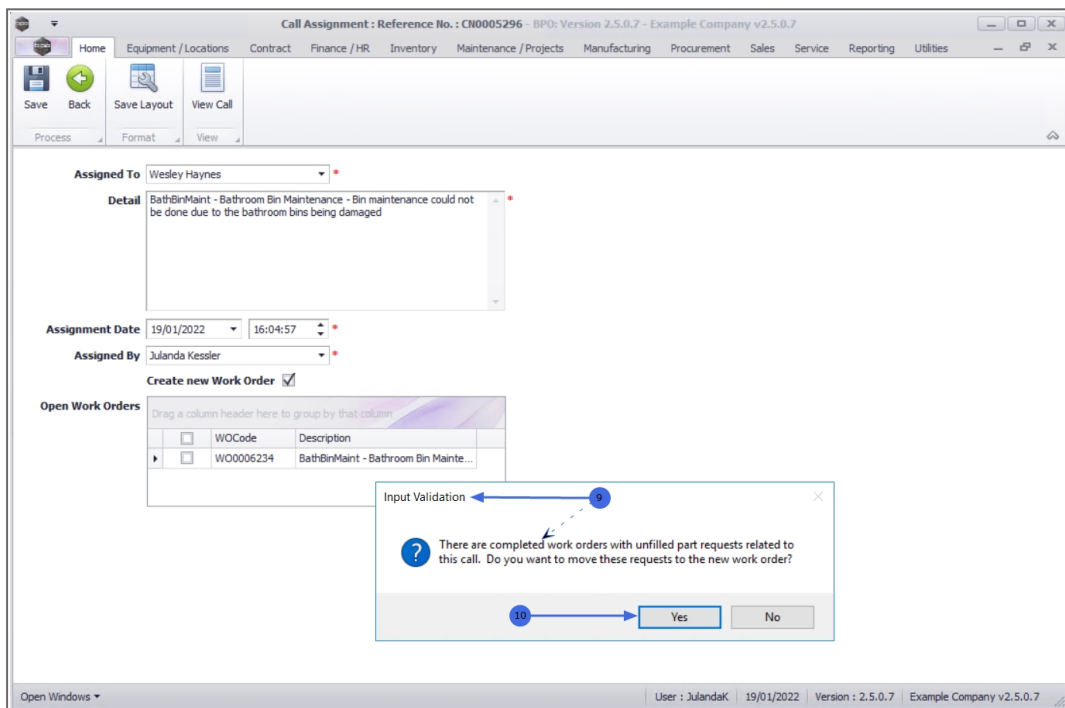 Call Assignment : Reference No. : CN0005296 - BPO: Version 2.5.0.7 - Example Company v2.5.0.7
Home Equipment / Locations Contract Finance / HR Inventory Maintenance / Projects Manufacturing Procurement Sales Service Reporting Utilities
Save Back Save Layout View Call
Process Format View
Assigned To Wesley Haynes *
Detail BathBinMaint - Bathroom Bin Maintenance - Bin maintenance could not *
be done due to the bathroom bins being damaged
Assignment Date 19/01/2022 16:04:57 *
Assigned By Julanda Kessler *
Create new Work Order
Open Work Orders
Drag a column header here to group by that column
WOCode Description
WO0006234 BathBinMaint - Bathroom Bin Mainte...
Input Validation 9
There are completed work orders with unfilled part requests related to
this call. Do you want to move these requests to the new work order?
10 Yes No
Open Windows User : JulandaK 19/01/2022 Version : 2.5.0.7 Example Company v2.5.0.7